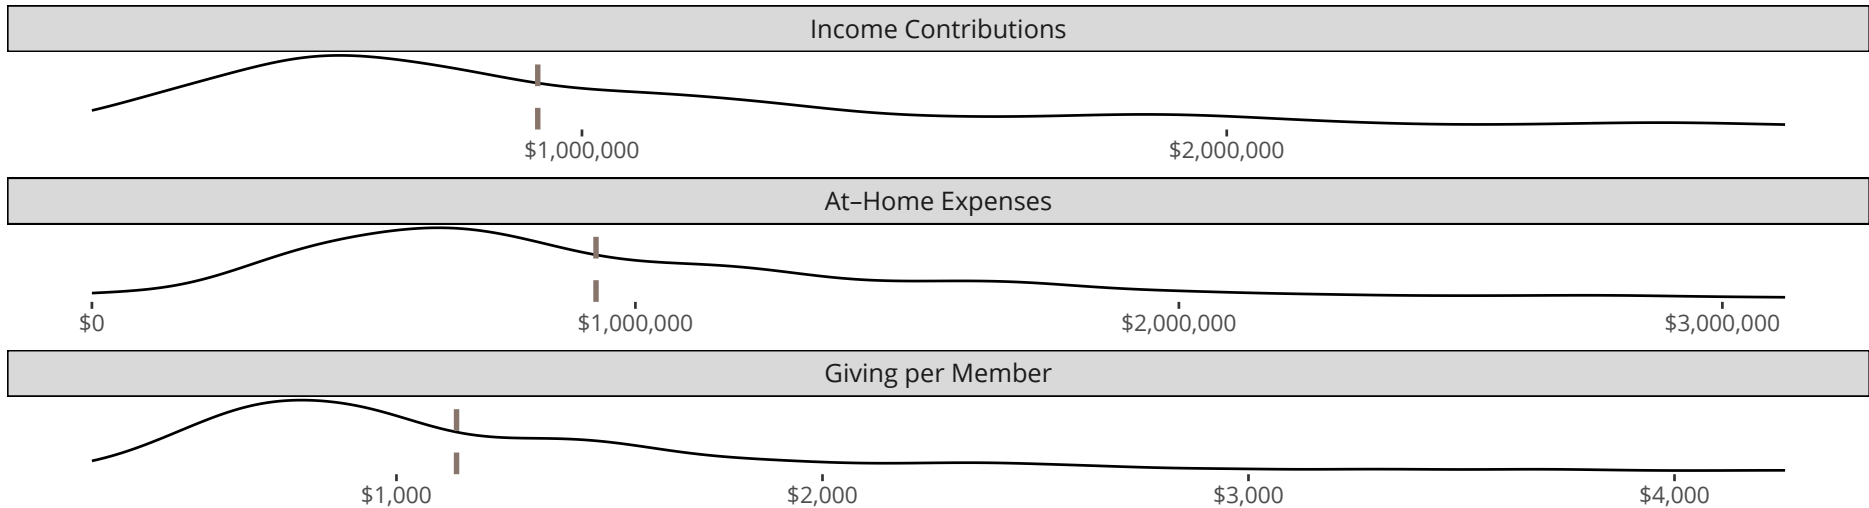 Income Contributions
$1,000,000 $2,000,000
At–Home Expenses
$0 $1,000,000 $2,000,000 $3,000,000
Giving per Member
$1,000 $2,000 $3,000 $4,000